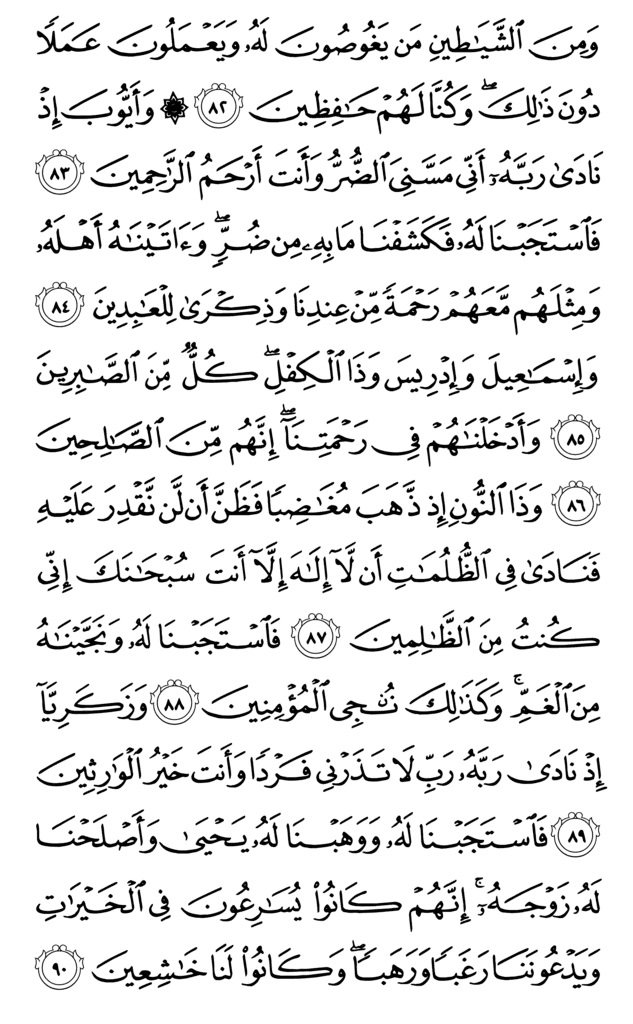 وَمِنَ ٱلشَّيَـٰطِينِ مَن يَغُوصُونَ لَهُۥ وَيَعْمَلُونَ عَمَلًا
دُونَ ذَٰلِكَ ۖ وَكُنَّا لَهُمْ حَـٰفِظِينَ ٨٢ ۞ وَأَيُّوبَ إِذْ
نَادَىٰ رَبَّهُۥٓ أَنِّى مَسَّنِىَ ٱلضُّرُّ وَأَنتَ أَرْحَمُ ٱلرَّٰحِمِينَ ٨٣
فَٱسْتَجَبْنَا لَهُۥ فَكَشَفْنَا مَا بِهِۦ مِن ضُرٍّ ۖ وَءَاتَيْنَـٰهُ أَهْلَهُۥ
وَمِثْلَهُم مَّعَهُمْ رَحْمَةً مِّنْ عِندِنَا وَذِكْرَىٰ لِلْعَـٰبِدِينَ ٨٤
وَإِسْمَـٰعِيلَ وَإِدْرِيسَ وَذَا ٱلْكِفْلِ ۖ كُلٌّ مِّنَ ٱلصَّـٰبِرِينَ
٨٥ وَأَدْخَلْنَـٰهُمْ فِى رَحْمَتِنَآ ۖ إِنَّهُم مِّنَ ٱلصَّـٰلِحِينَ
٨٦ وَذَا ٱلنُّونِ إِذ ذَّهَبَ مُغَـٰضِبًا فَظَنَّ أَن لَّن نَّقْدِرَ عَلَيْهِ
فَنَادَىٰ فِى ٱلظُّلُمَـٰتِ أَن لَّآ إِلَـٰهَ إِلَّآ أَنتَ سُبْحَـٰنَكَ إِنِّى
كُنتُ مِنَ ٱلظَّـٰلِمِينَ ٨٧ فَٱسْتَجَبْنَا لَهُۥ وَنَجَّيْنَـٰهُ
مِنَ ٱلْغَمِّ ۚ وَكَذَٰلِكَ نُـۨجِى ٱلْمُؤْمِنِينَ ٨٨ وَزَكَرِيَّآ
إِذْ نَادَىٰ رَبَّهُۥ رَبِّ لَا تَذَرْنِى فَرْدًا وَأَنتَ خَيْرُ ٱلْوَٰرِثِينَ
٨٩ فَٱسْتَجَبْنَا لَهُۥ وَوَهَبْنَا لَهُۥ يَحْيَىٰ وَأَصْلَحْنَا
لَهُۥ زَوْجَهُۥٓ ۚ إِنَّهُمْ كَانُوا۟ يُسَـٰرِعُونَ فِى ٱلْخَيْرَٰتِ
وَيَدْعُونَنَا رَغَبًا وَرَهَبًا ۖ وَكَانُوا۟ لَنَا خَـٰشِعِينَ ٩٠